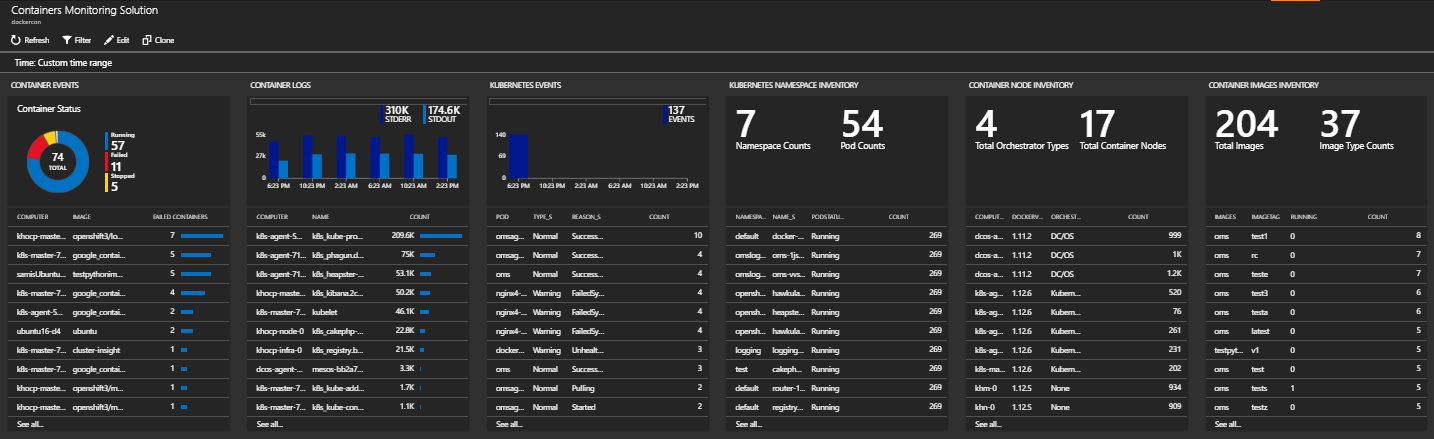 Containers Monitoring Solution
dockercon
Refresh Filter Edit Clone
Time: Custom time range
CONTAINER EVENTS
Container Status
74
TOTAL
Running
57
Failed
11
Stopped
5
COMPUTER IMAGE FAILED CONTAINERS
khocp-maste... openshift3/lo... 7
k8s-master-7... google_contai... 5
samisUbuntu... testpythonim... 5
k8s-master-7... google_contai... 4
k8s-agent-5... google_contai... 2
ubuntu16-d4 ubuntu 2
k8s-master-7... cluster-insight 1
k8s-master-7... google_contai... 1
khocp-maste... openshift3/m... 1
khocp-maste... openshift3/m... 1
See all...
CONTAINER LOGS
310K
STDERR
174.6K
STDOUT
55k
27k
0
6:23 PM 10:23 PM 2:23 AM 6:23 AM 10:23 AM 2:23 PM
COMPUTER NAME COUNT
k8s-agent-5... k8s_kube-pro... 209.6K
k8s-agent-71... k8s_phagun.d... 75K
k8s-agent-71... k8s_heapster-... 53.1K
khocp-maste... k8s_kibana.2c... 50.2K
k8s-master-7... kubelet 46.1K
khocp-node-0 k8s_cakephp-... 22.8K
khocp-infra-0 k8s_registry.b... 21.5K
dcos-agent-... mesos-bb2a7... 3.3K
k8s-master-7... k8s_kube-add... 1.7K
k8s-master-7... k8s_kube-con... 1.1K
See all...
KUBERNETES EVENTS
137
EVENTS
140
69
0
6:23 PM 10:23 PM 2:23 AM 6:23 AM 10:23 AM 2:23 PM
POD TYPE_S REASON_S COUNT
omsag... Normal Success... 10
omsag... Normal Success... 4
oms Normal Success... 4
nginx4-... Warning FailedSy... 4
nginx4-... Warning FailedSy... 4
nginx4-... Warning FailedSy... 4
docker... Warning Unhealt... 3
oms Normal Success... 3
omsag... Normal Pulling 2
omsag... Normal Started 2
See all...
KUBERNETES NAMESPACE INVENTORY
7
Namespace Counts
54
Pod Counts
NAMESPA... NAME_S PODSTATU... COUNT
default docker-... Running 269
omslog... oms-1js... Running 269
omslog... oms-vvs... Running 269
opensh... hawkula... Running 269
opensh... heapste... Running 269
opensh... hawkula... Running 269
logging logging... Running 269
test cakeph... Running 269
default router-1... Running 269
default registry... Running 269
See all...
CONTAINER NODE INVENTORY
4
Total Orchestrator Types
17
Total Container Nodes
COMPUT... DOCKERV... ORCHEST... COUNT
dcos-a... 1.11.2 DC/OS 999
dcos-a... 1.11.2 DC/OS 1K
dcos-a... 1.11.2 DC/OS 1.2K
k8s-ag... 1.12.6 Kubern... 520
k8s-ag... 1.12.6 Kubern... 76
k8s-ag... 1.12.6 Kubern... 261
k8s-ag... 1.12.6 Kubern... 231
k8s-ma... 1.12.6 Kubern... 202
khm-0 1.12.5 None 934
khn-0 1.12.5 None 909
See all...
CONTAINER IMAGES INVENTORY
204
Total Images
37
Image Type Counts
IMAGES IMAGETAG RUNNING COUNT
oms test1 0 8
oms rc 0 7
oms teste 0 7
oms test3 0 6
oms testa 0 6
oms latest 0 5
testpyt... v1 0 5
oms test 0 5
oms tests 1 5
oms testz 0 5
See all...